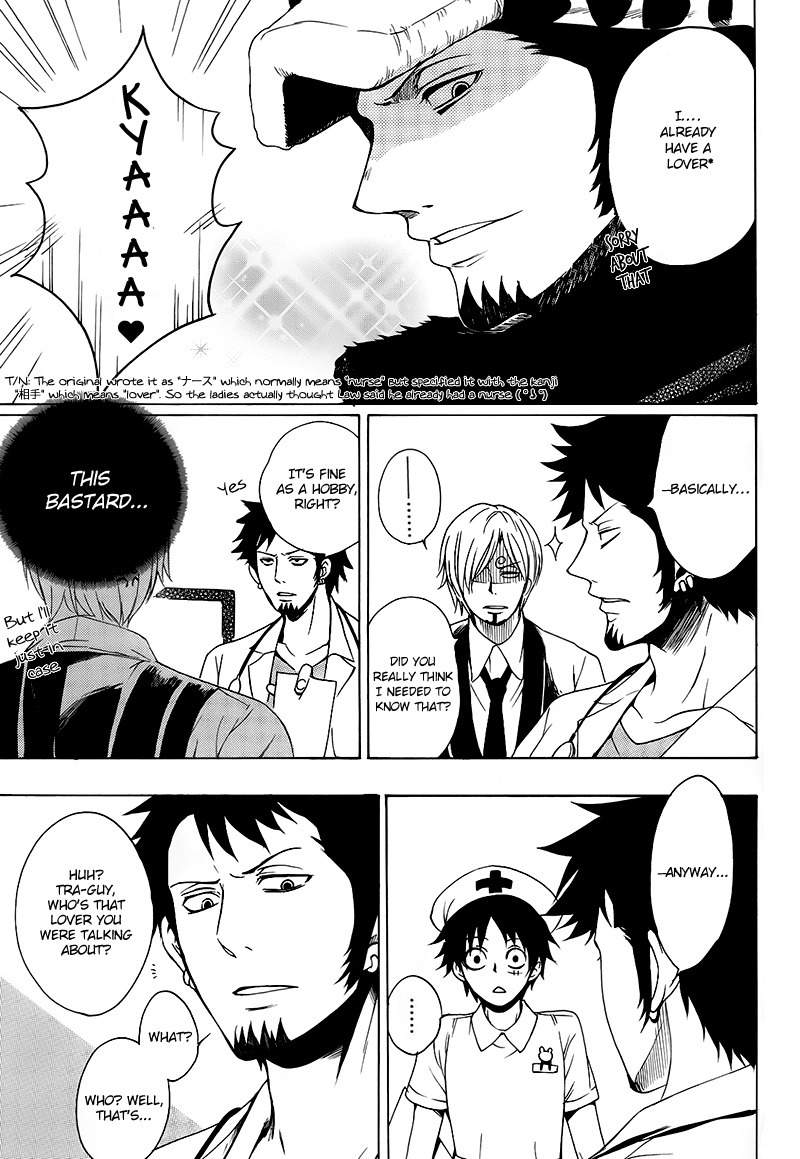 I....
ALREADY
HAVE A
LOVER*
SORRY
ABOUT
THAT
KYAAAAA♥
T/N: The original wrote it as "ナース" which normally means "nurse" but specified it with the kanji
"相手" which means "lover". So the ladies actually thought Law said he already had a nurse
—BASICALLY...
......
DID YOU
REALLY THINK
I NEEDED TO
KNOW THAT?
IT'S FINE
AS A HOBBY,
RIGHT?
yes
THIS
BASTARD...
But I'll
keep it
just in
case
—ANYWAY...
......
HUH?
TRA-GUY,
WHO'S THAT
LOVER YOU
WERE TALKING
ABOUT?
WHAT?
WHO? WELL,
THAT'S...